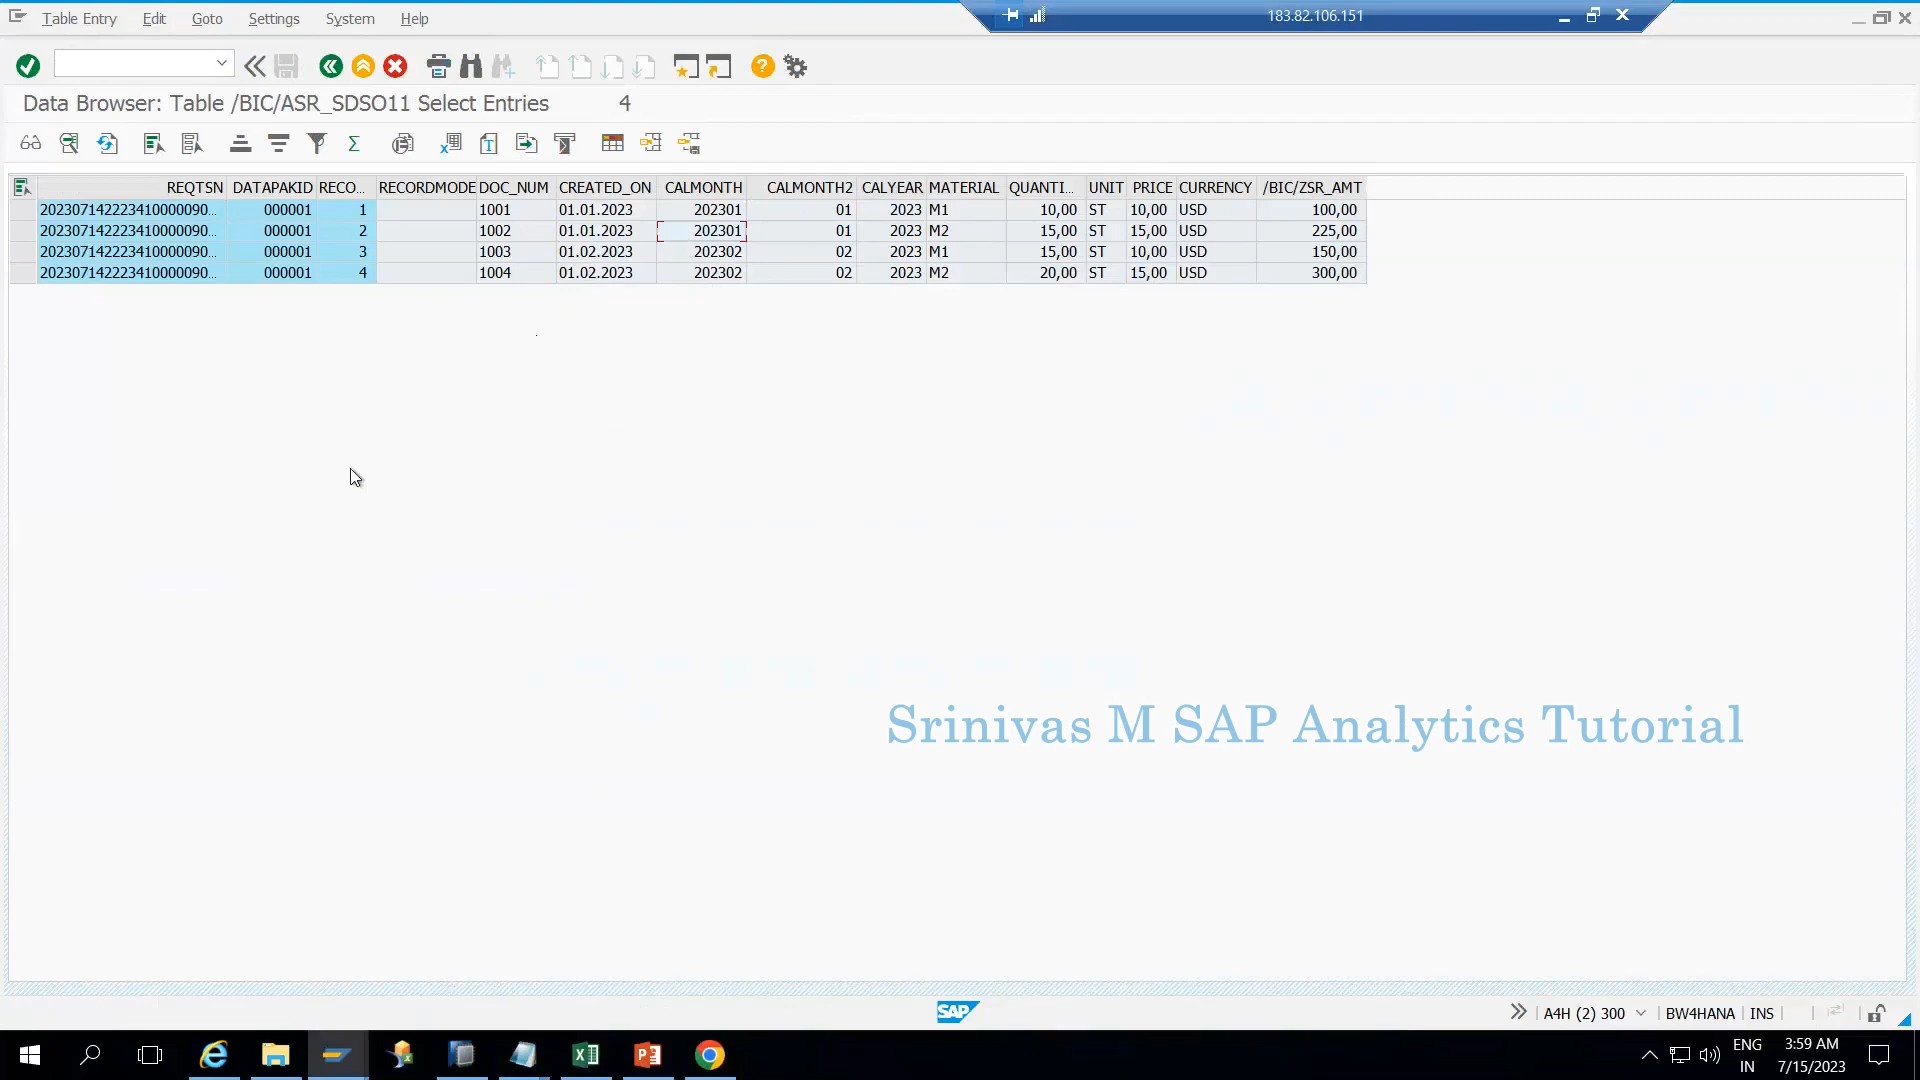 Table Entry Edit Goto Settings System Help
183.82.106.151
Data Browser: Table /BIC/ASR_SDSO11 Select Entries 4
REQTSN DATAPAKID RECO... RECORDMODE DOC_NUM CREATED_ON CALMONTH CALMONTH2 CALYEAR MATERIAL QUANTI... UNIT PRICE CURRENCY /BIC/ZSR_AMT
202307142223410000090... 000001 1 1001 01.01.2023 202301 01 2023 M1 10,00 ST 10,00 USD 100,00
202307142223410000090... 000001 2 1002 01.01.2023 202301 01 2023 M2 15,00 ST 15,00 USD 225,00
202307142223410000090... 000001 3 1003 01.02.2023 202302 02 2023 M1 15,00 ST 10,00 USD 150,00
202307142223410000090... 000001 4 1004 01.02.2023 202302 02 2023 M2 20,00 ST 15,00 USD 300,00
Srinivas M SAP Analytics Tutorial
SAP
A4H (2) 300 BW4HANA INS
ENG 3:59 AM
IN 7/15/2023